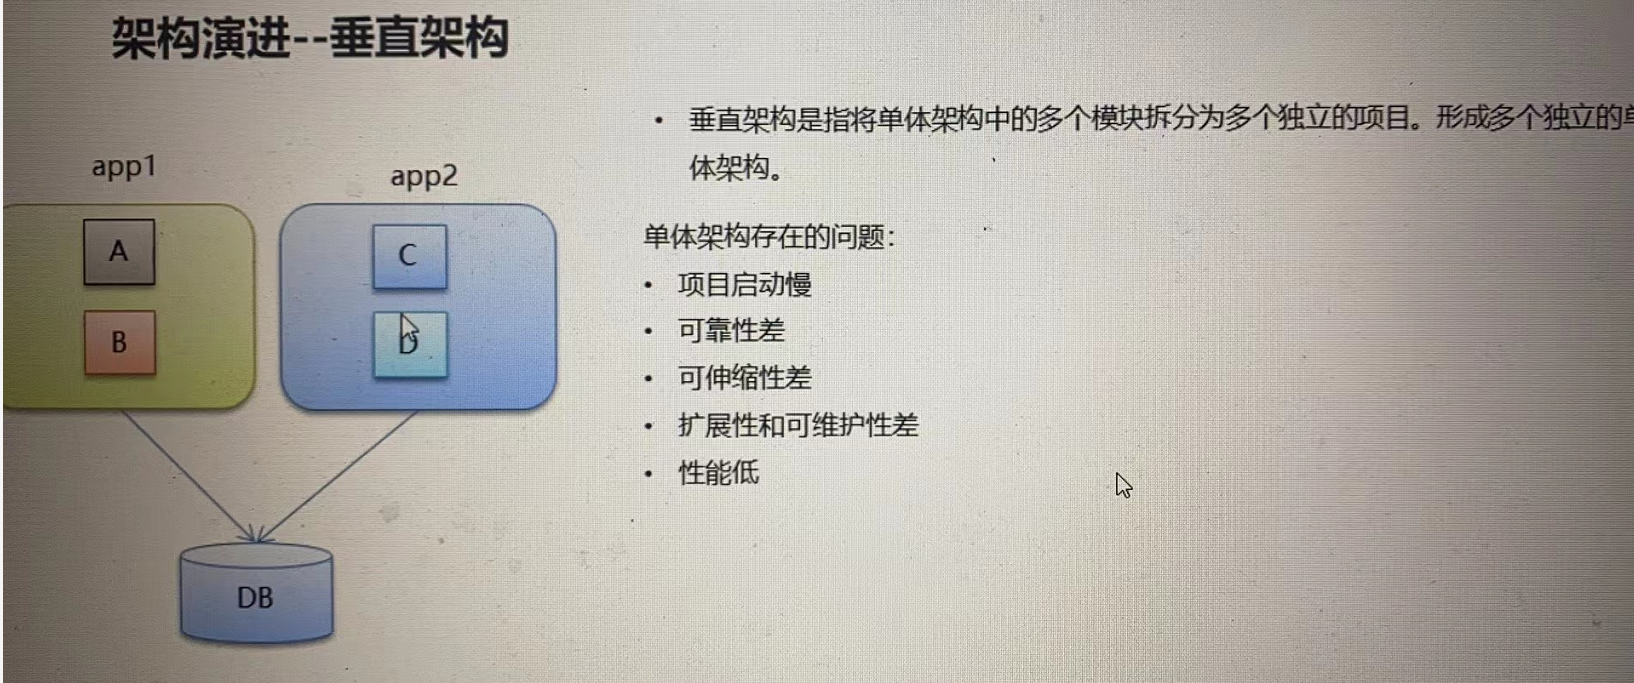 架构演进--垂直架构
app1
app2
A
B
C
D
DB
• 垂直架构是指将单体架构中的多个模块拆分为多个独立的项目。形成多个独立的单
体架构。
单体架构存在的问题：
• 项目启动慢
• 可靠性差
• 可伸缩性差
• 扩展性和可维护性差
• 性能低